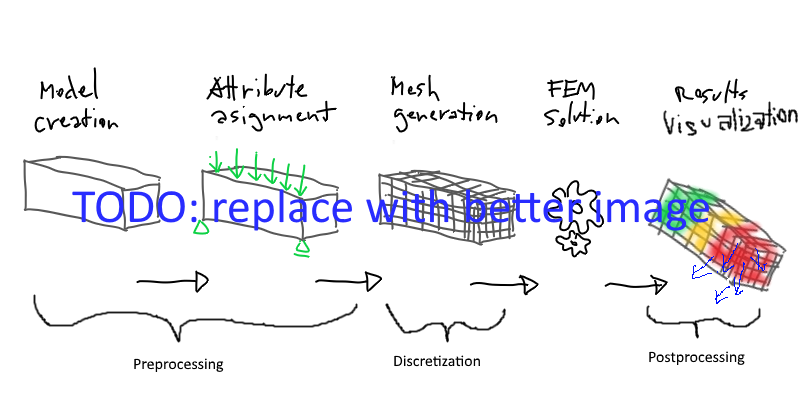 Model
creation
Attribute
asignment
Mesh
generation
FEM
solution
Results
Visualization
TODO: replace with better image
Preprocessing
Discretization
Postprocessing